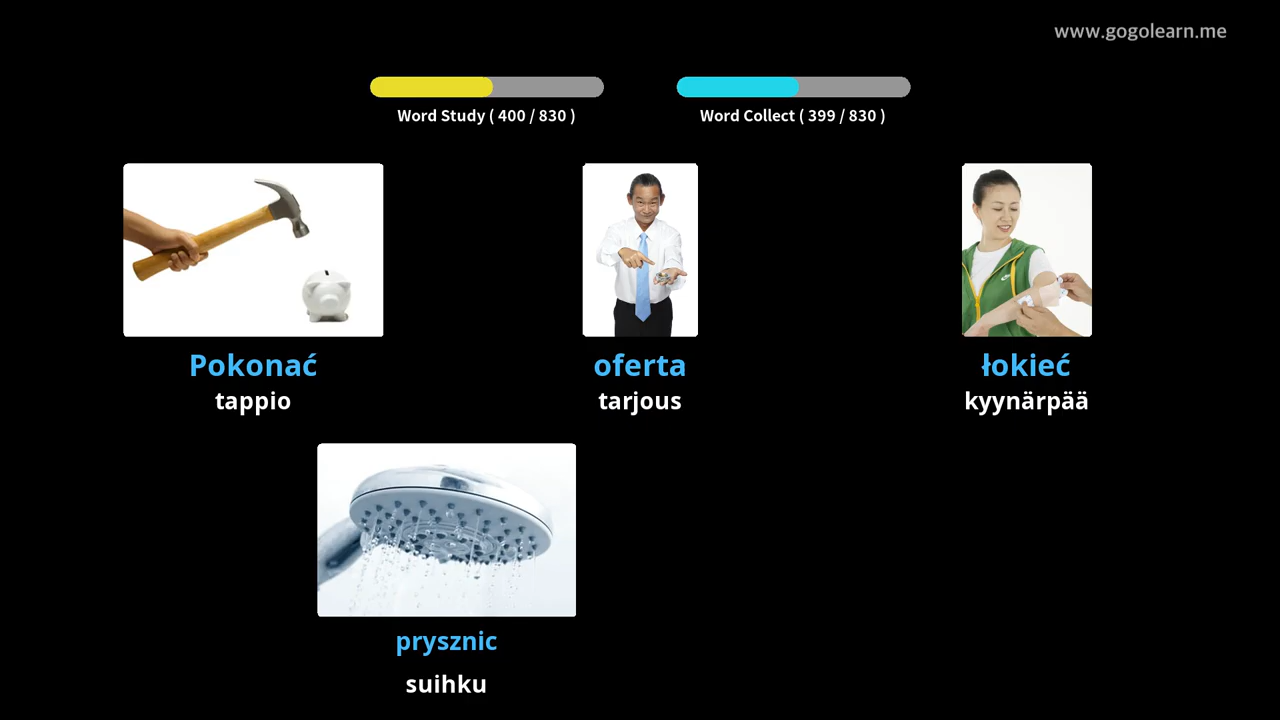 www.gogolearn.me
Word Study ( 400 / 830 )
Word Collect ( 399 / 830 )
Pokonać
tappio
oferta
tarjous
łokieć
kyynärpää
prysznic
suihku